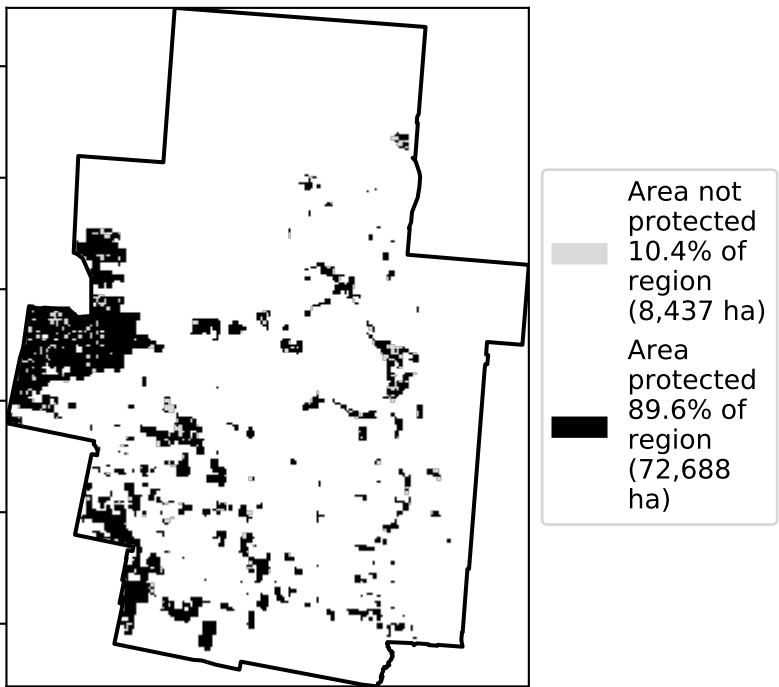 Area not
protected
10.4% of
region
(8,437 ha)
Area
protected
89.6% of
region
(72,688
ha)